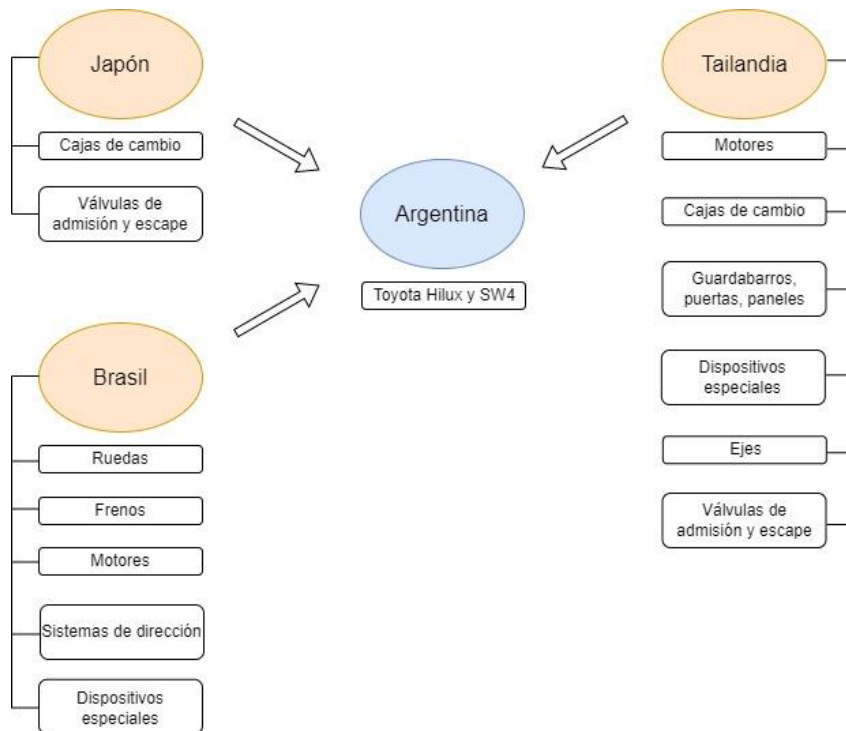 Japón
Cajas de cambio
Válvulas de
admisión y escape
Brasil
Ruedas
Frenos
Motores
Sistemas de dirección
Dispositivos
especiales
Argentina
Toyota Hilux y SW4
Tailandia
Motores
Cajas de cambio
Guardabarros,
puertas, paneles
Dispositivos
especiales
Ejes
Válvulas de
admisión y escape